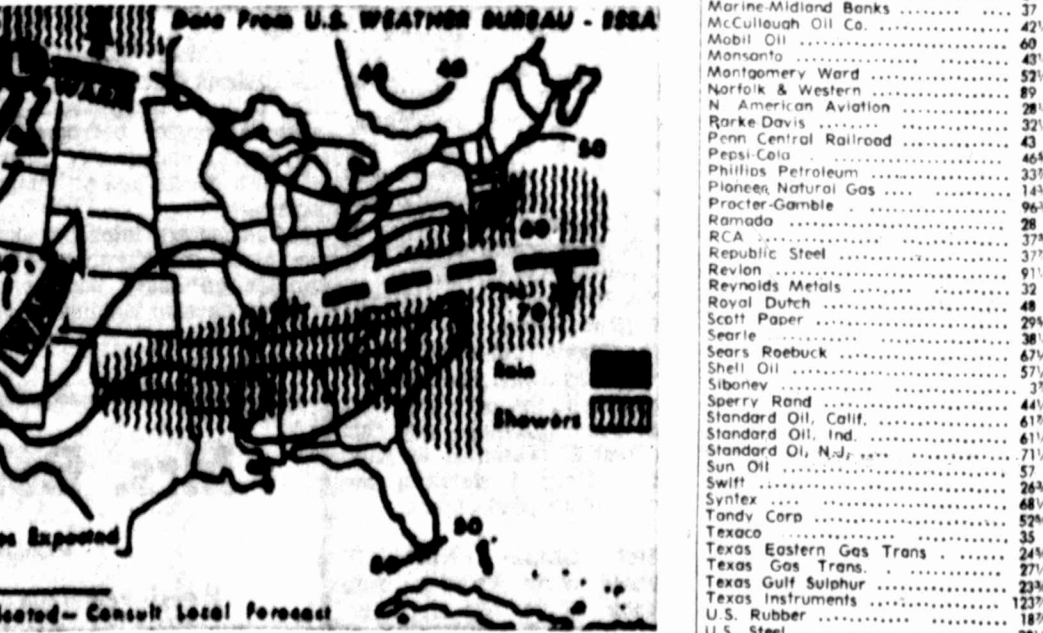 Data From U.S. WEATHER BUREAU - ESSA
WARM
60 60
50
60
70
Rain
Showers
Expected
90
Consult Local Forecast
Marine-Midland Banks ........ .... 37
McCullough Oil Co. ................ 42
Mobil Oil ........................... 60
Monsanto ........................... 43
Montgomery Ward ................. 52
Norfolk & Western ................ 89
N American Aviation ............ 28
Parke Davis ....... ............... 32
Penn Central Railroad ............ 43
Pepsi-Cola ......................... 46
Phillips Petroleum ................ 33
Pioneer Natural Gas .... ......... 14
Procter-Gamble . ................. 96
Ramada ............................. 28
RCA ................................ 37
Republic Steel .................... 37
Revlon .............................. 91
Reynolds Metals ................... 32
Royal Dutch ....................... 48
Scott Paper ........................ 29
Searle .............................. 38
Sears Roebuck .................... 67
Shell Oil ........................... 57
Siboney ............................. 3
Sperry Rand ....................... 44
Standard Oil, Calif. .............. 61
Standard Oil, Ind. ................ 61
Standard Oi, N.J. ................. 71
Sun Oil ............................. 57
Swift ............................... 26
Syntex .............................. 68
Tandy Corp ........................ 52
Texaco .............................. 35
Texas Eastern Gas Trans . ...... 24
Texas Gas Trans. . .............. 27
Texas Gulf Sulphur .............. 23
Texas Instruments ................ 123
U.S. Rubber ....................... 18
U.S. Steel